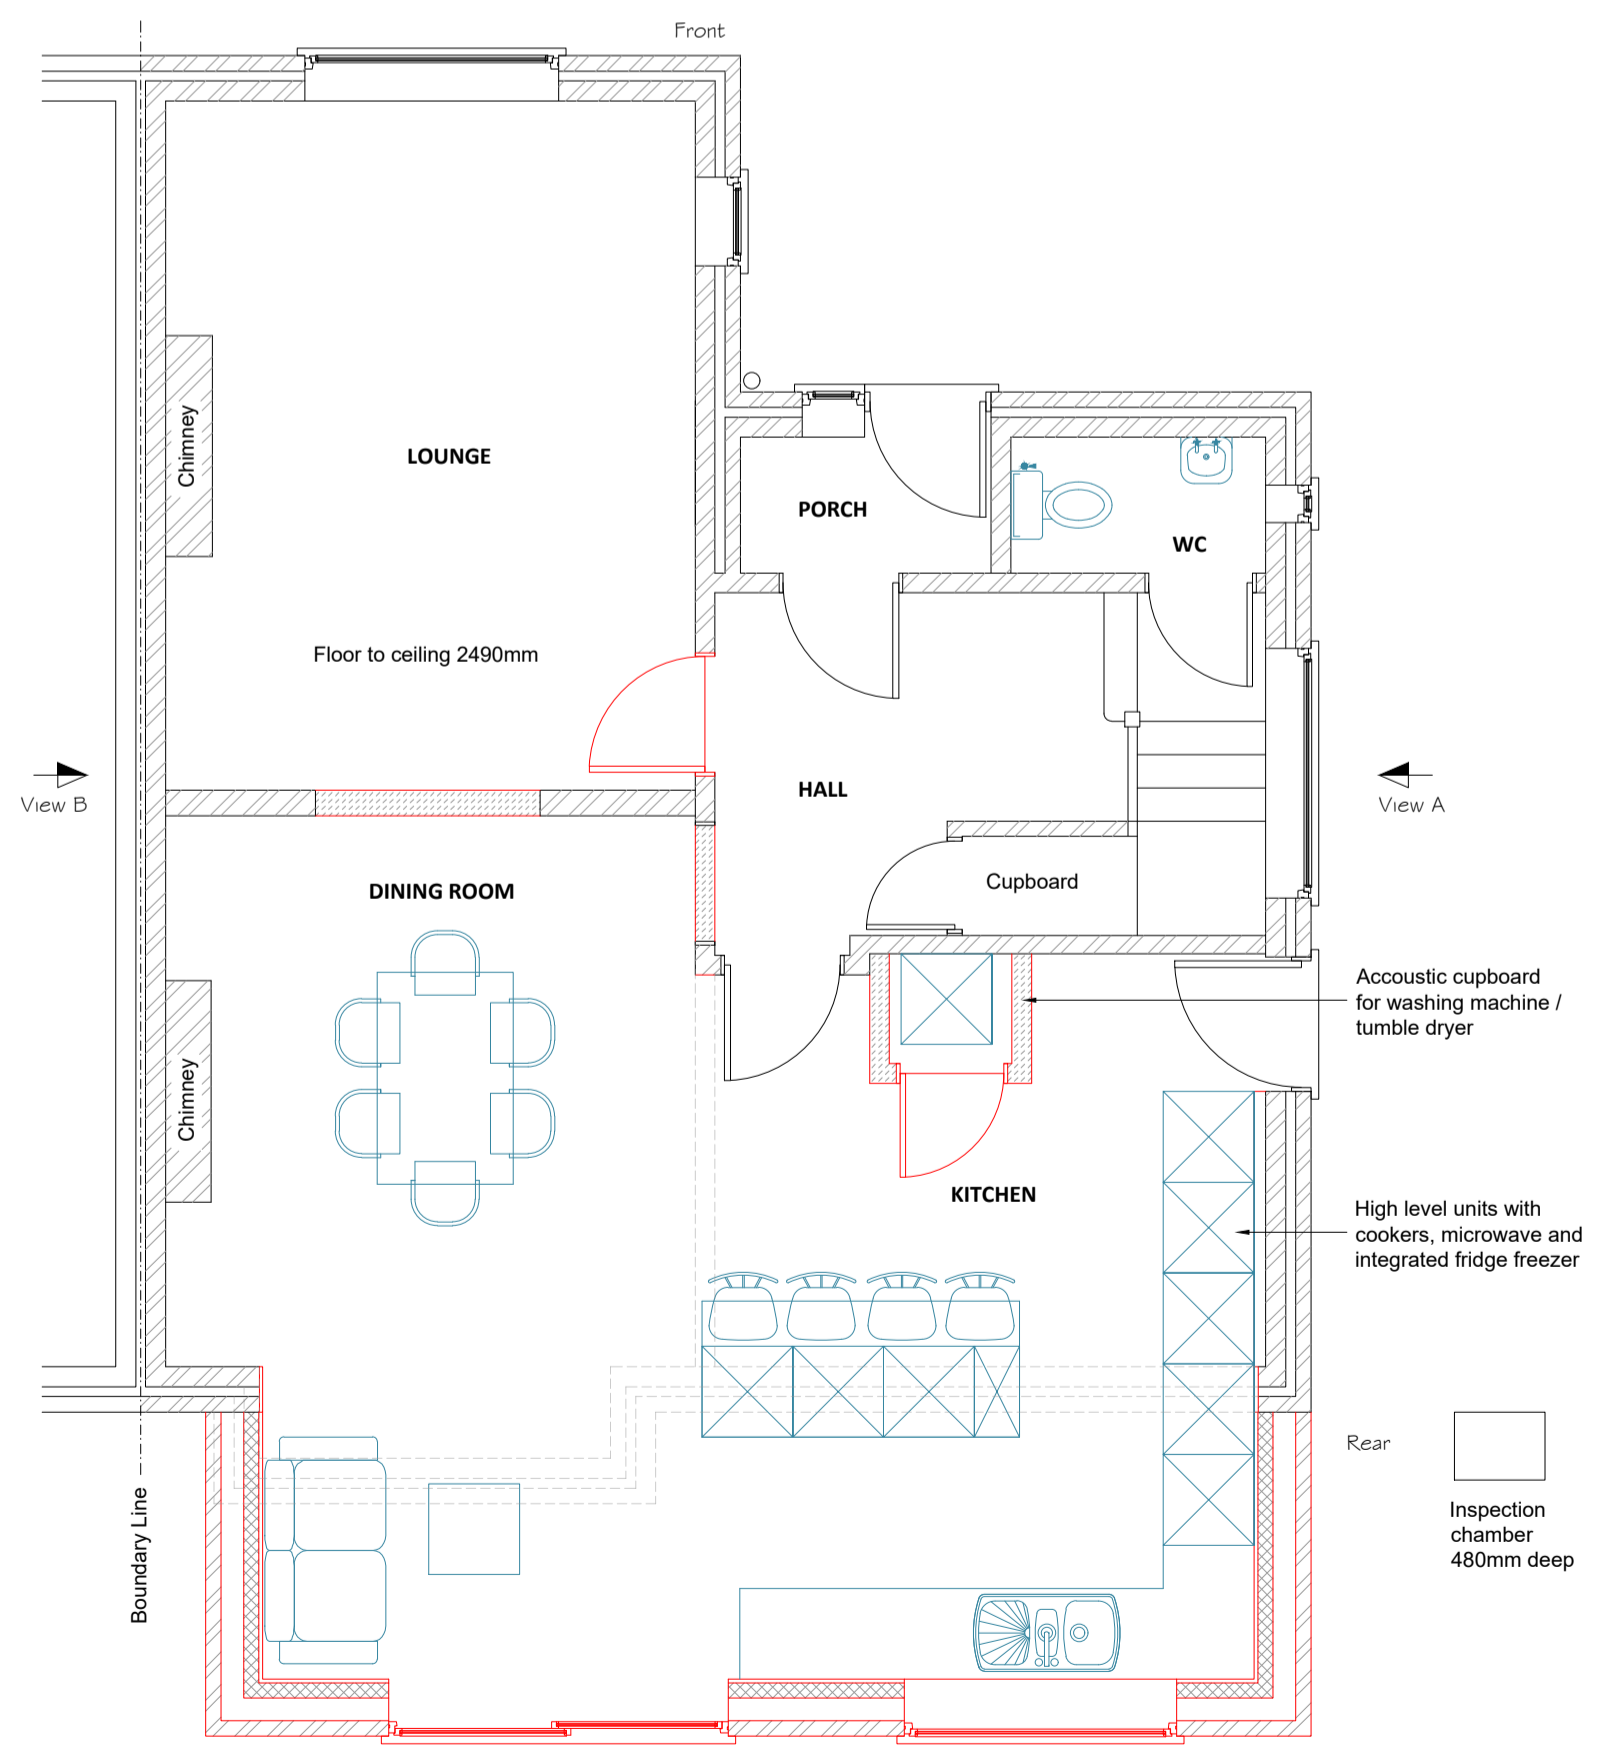 Front
Chimney
LOUNGE
PORCH
WC
Floor to ceiling 2490mm
View B
HALL
View A
DINING ROOM
Cupboard
Accoustic cupboard
for washing machine /
tumble dryer
Chimney
KITCHEN
High level units with
cookers, microwave and
integrated fridge freezer
Rear
Boundary Line
Inspection
chamber
480mm deep